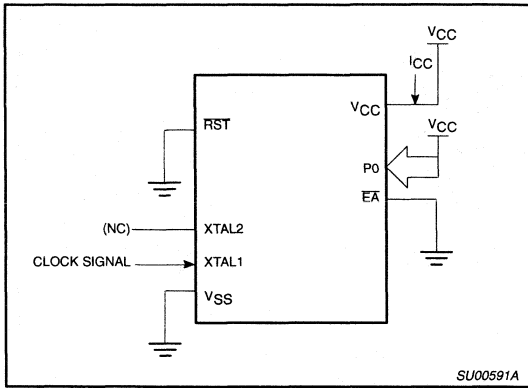 VCC
ICC
VCC
RST
VCC
P0
EA
(NC)
XTAL2
CLOCK SIGNAL
XTAL1
VSS
SU00591A